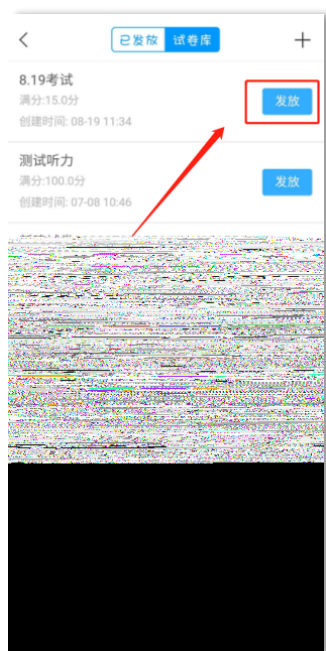 已发放 试卷库
8.19考试
满分:15.0分
发放
创建时间: 08-19 11:34
测试听力
满分:100.0分
发放
创建时间: 07-08 10:46